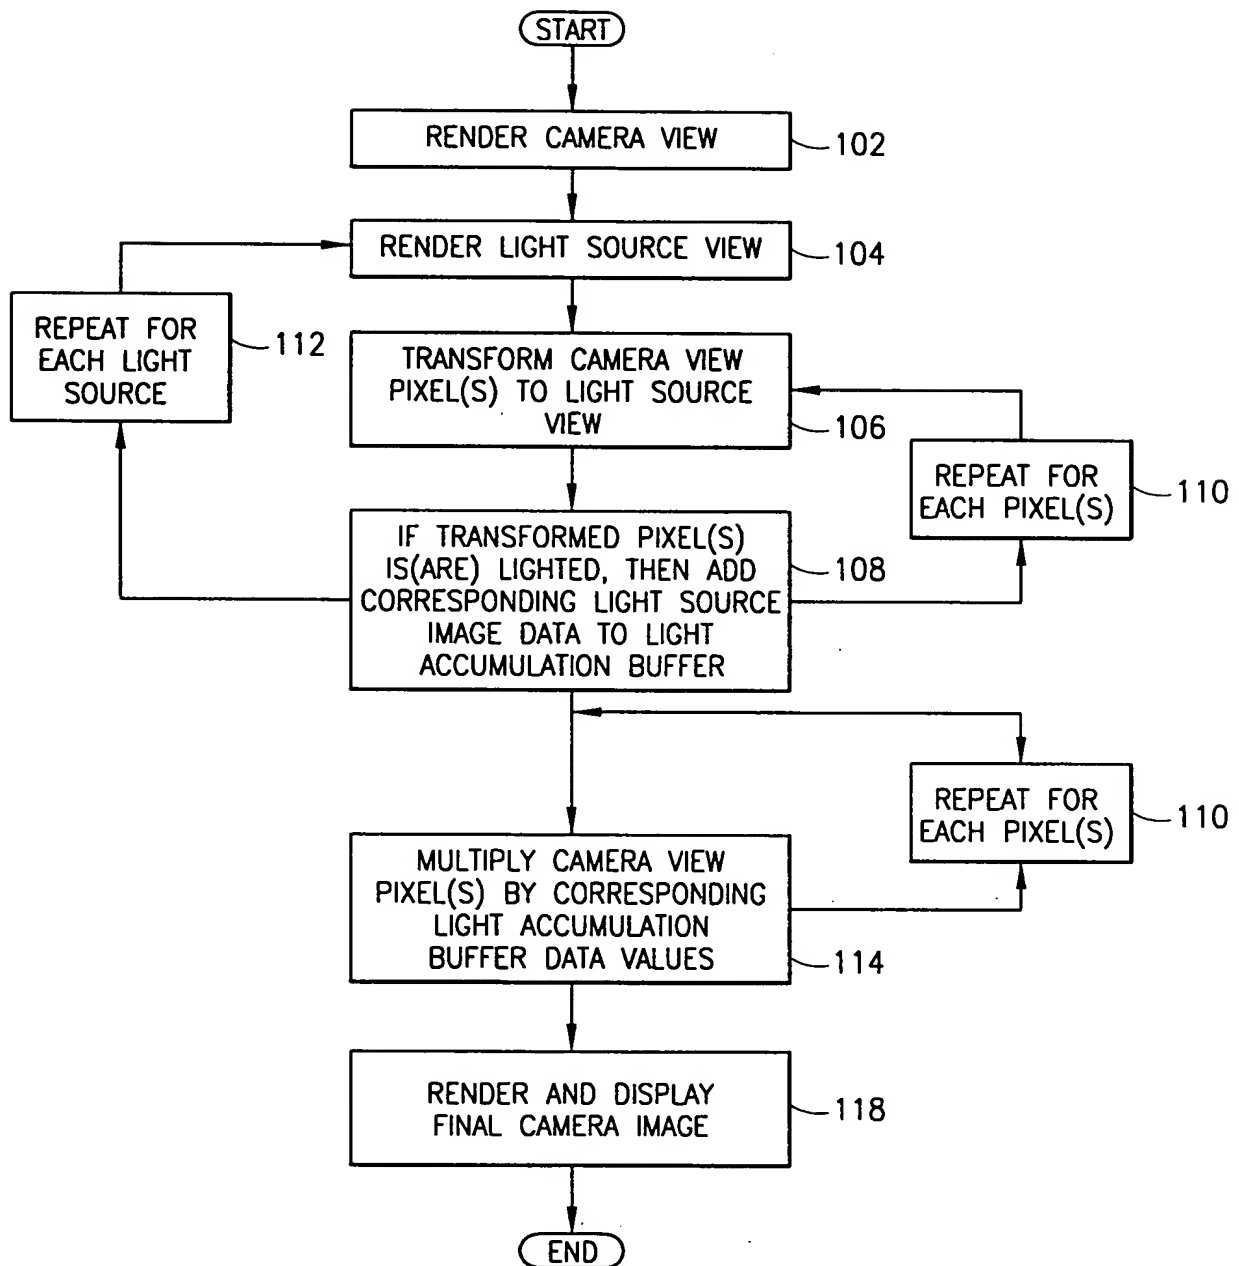 START
RENDER CAMERA VIEW
102
RENDER LIGHT SOURCE VIEW
104
REPEAT FOR
EACH LIGHT
SOURCE
112
TRANSFORM CAMERA VIEW
PIXEL(S) TO LIGHT SOURCE
VIEW
106
REPEAT FOR
EACH PIXEL(S)
110
IF TRANSFORMED PIXEL(S)
IS(ARE) LIGHTED, THEN ADD
CORRESPONDING LIGHT SOURCE
IMAGE DATA TO LIGHT
ACCUMULATION BUFFER
108
REPEAT FOR
EACH PIXEL(S)
110
MULTIPLY CAMERA VIEW
PIXEL(S) BY CORRESPONDING
LIGHT ACCUMULATION
BUFFER DATA VALUES
114
RENDER AND DISPLAY
FINAL CAMERA IMAGE
118
END